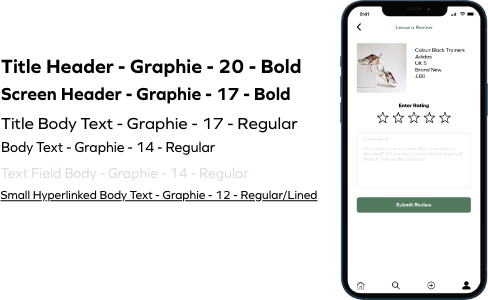 Title Header - Graphie - 20 - Bold
Screen Header - Graphie - 17 - Bold
Title Body Text - Graphie - 17 - Regular
Body Text - Graphie - 14 - Regular
Text Field Body - Graphie - 14 - Regular
Small Hyperlinked Body Text - Graphie - 12 - Regular/Lined
9:41
Leave a Review
Colour Block Trainers
Adidas
UK 5
Brand New
£80
Enter Rating
Comments
Submit Review